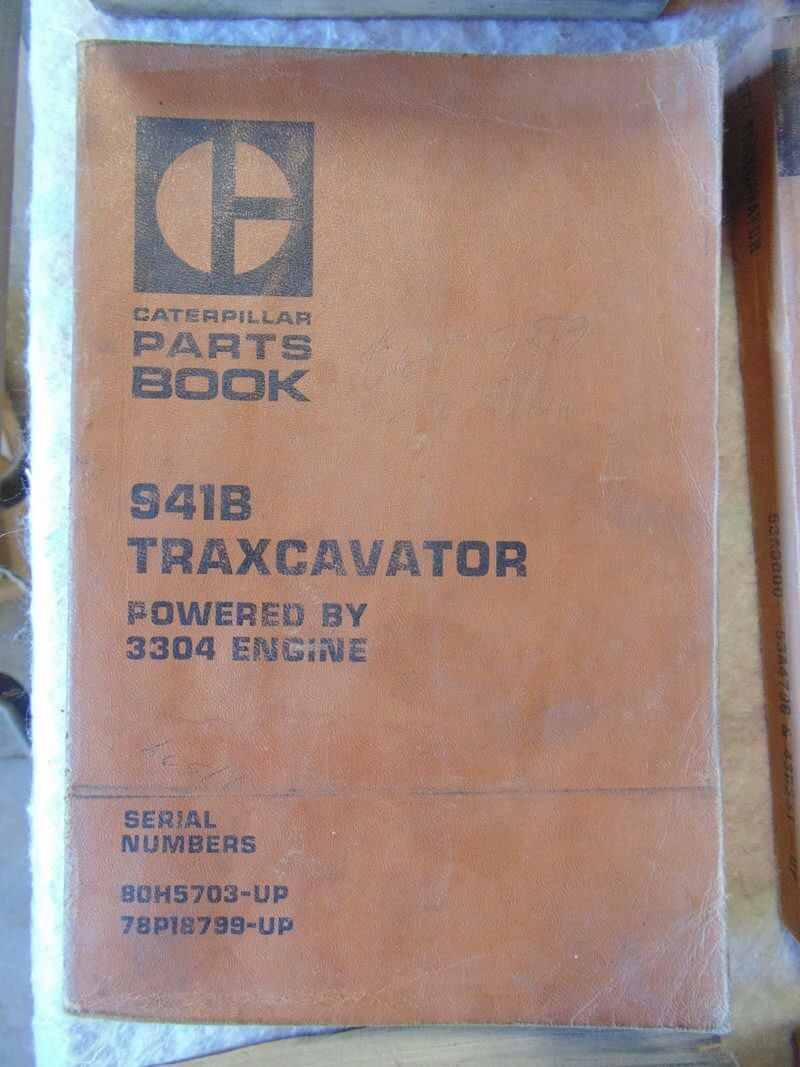 CATERPILLAR
PARTS
BOOK
941B
TRAXCAVATOR
POWERED BY
3304 ENGINE
SERIAL
NUMBERS
80H5703-UP
78P18799-UP